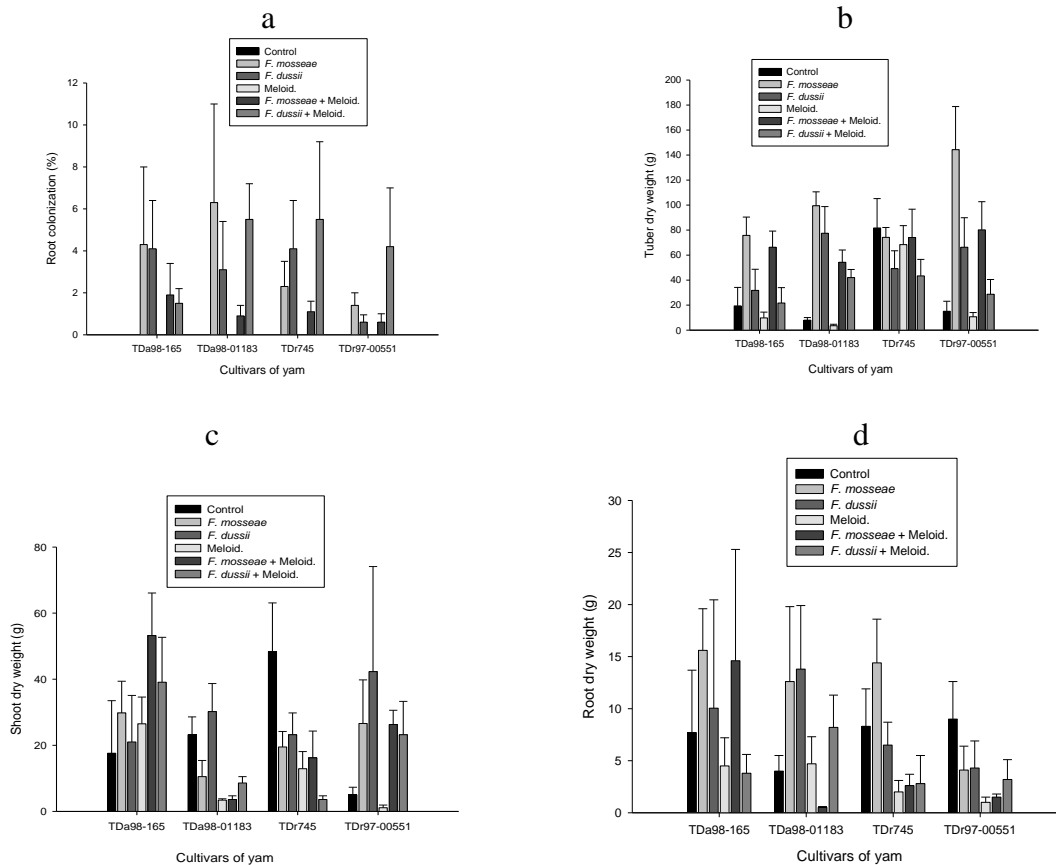 a
Control
F. mosseae
F. dussii
Meloid.
F. mosseae + Meloid.
F. dussii + Meloid.
12
10
8
6
4
2
0
Root colonization (%)
TDa98-165
TDa98-01183
TDr745
TDr97-00551
Cultivars of yam
b
Control
F. mosseae
F. dussii
Meloid.
F. mosseae + Meloid.
F. dussii + Meloid.
200
180
160
140
120
100
80
60
40
20
0
Tuber dry weight (g)
TDa98-165
TDa98-01183
TDr745
TDr97-00551
Cultivars of yam
c
Control
F. mosseae
F. dussii
Meloid.
F. mosseae + Meloid.
F. dussii + Meloid.
80
60
40
20
0
Shoot dry weight (g)
TDa98-165
TDa98-01183
TDr745
TDr97-00551
Cultivars of yam
d
Control
F. mosseae
F. dussii
Meloid.
F. mosseae + Meloid.
F. dussii + Meloid.
30
25
20
15
10
5
0
Root dry weight (g)
TDa98-165
TDa98-01183
TDr745
TDr97-00551
Cultivars of yam